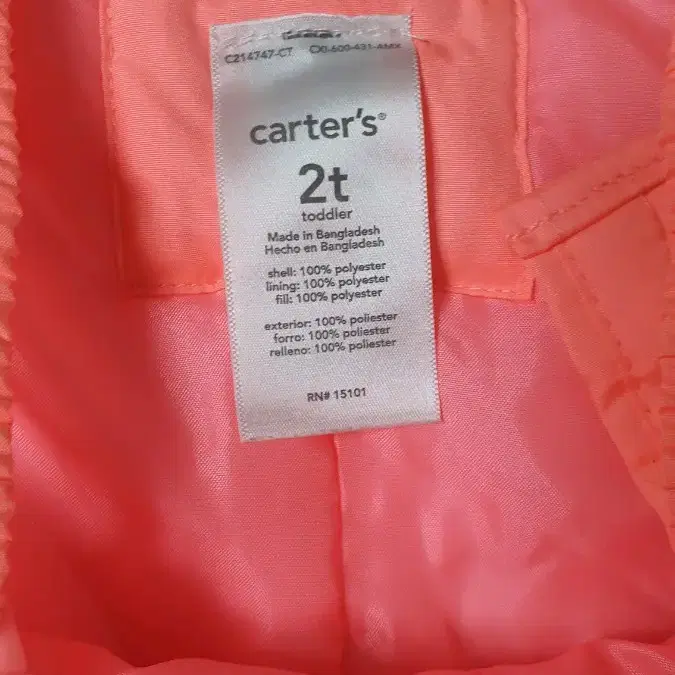 C214747-CT
carter's®
2t
toddler
Made in Bangladesh
Hecho en Bangladesh
shell: 100% polyester
lining: 100% polyester
fill: 100% polyester
exterior: 100% poliester
forro: 100% poliester
relleno: 100% poliester
RN# 15101